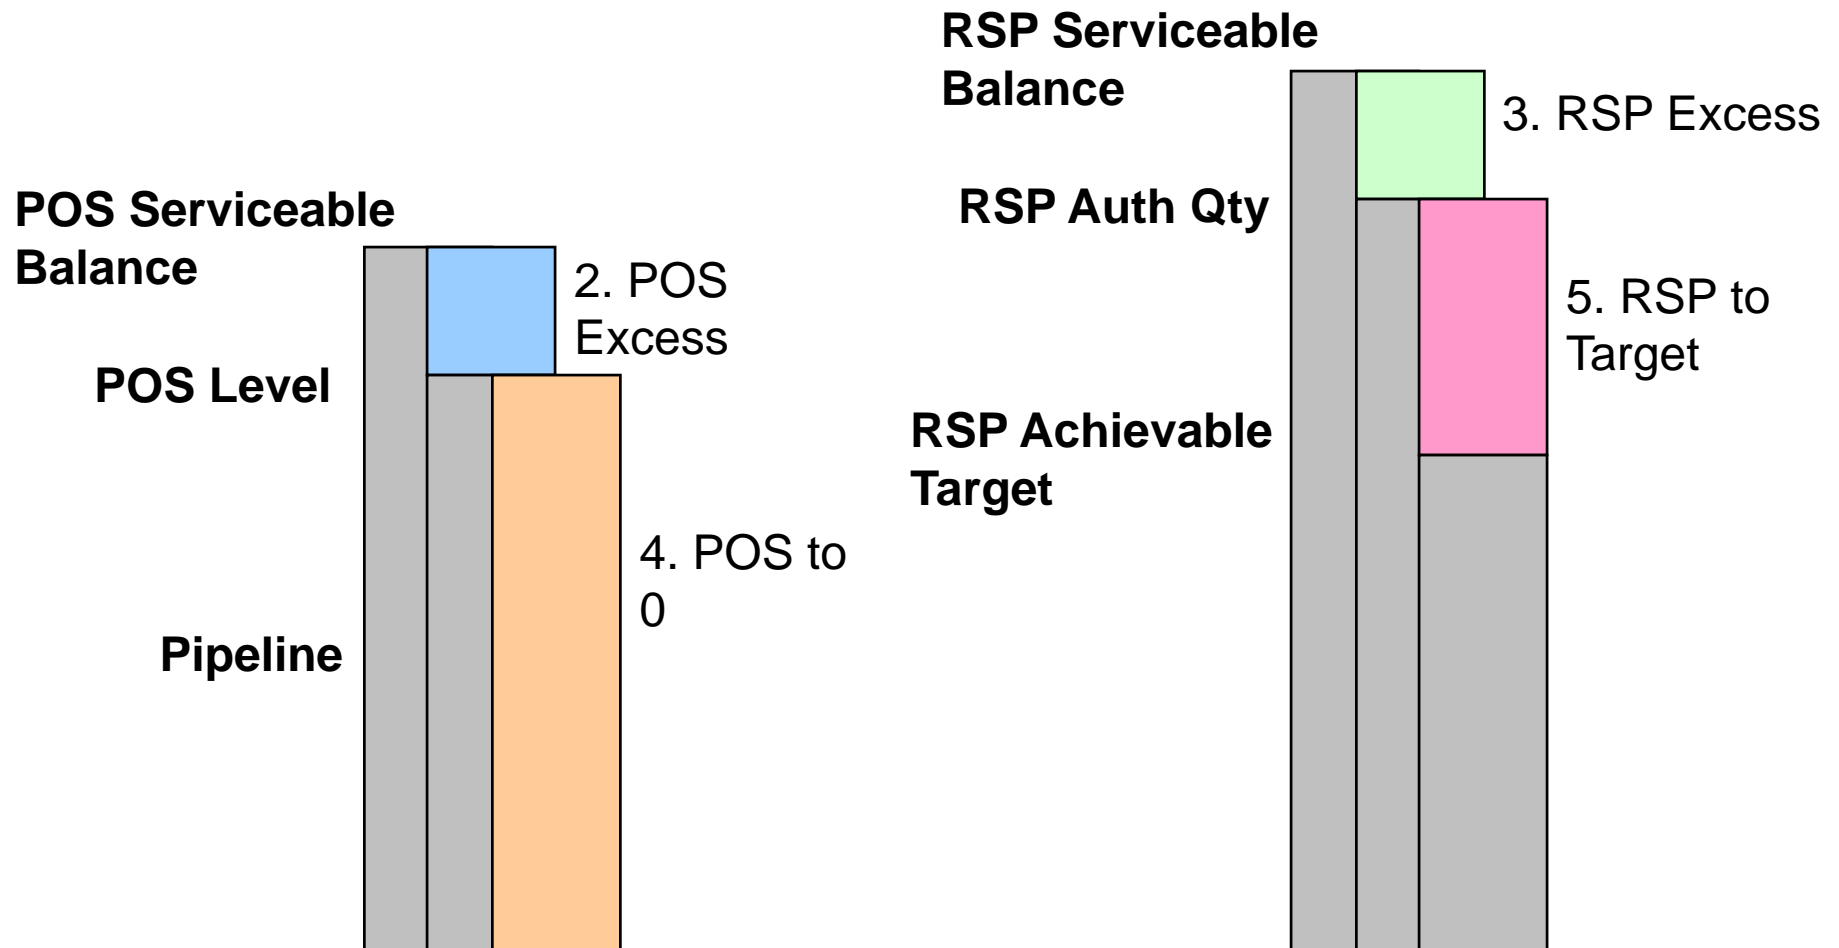 POS Serviceable
Balance
2. POS
Excess
POS Level
4. POS to
0
Pipeline
RSP Serviceable
Balance
3. RSP Excess
RSP Auth Qty
5. RSP to
Target
RSP Achievable
Target